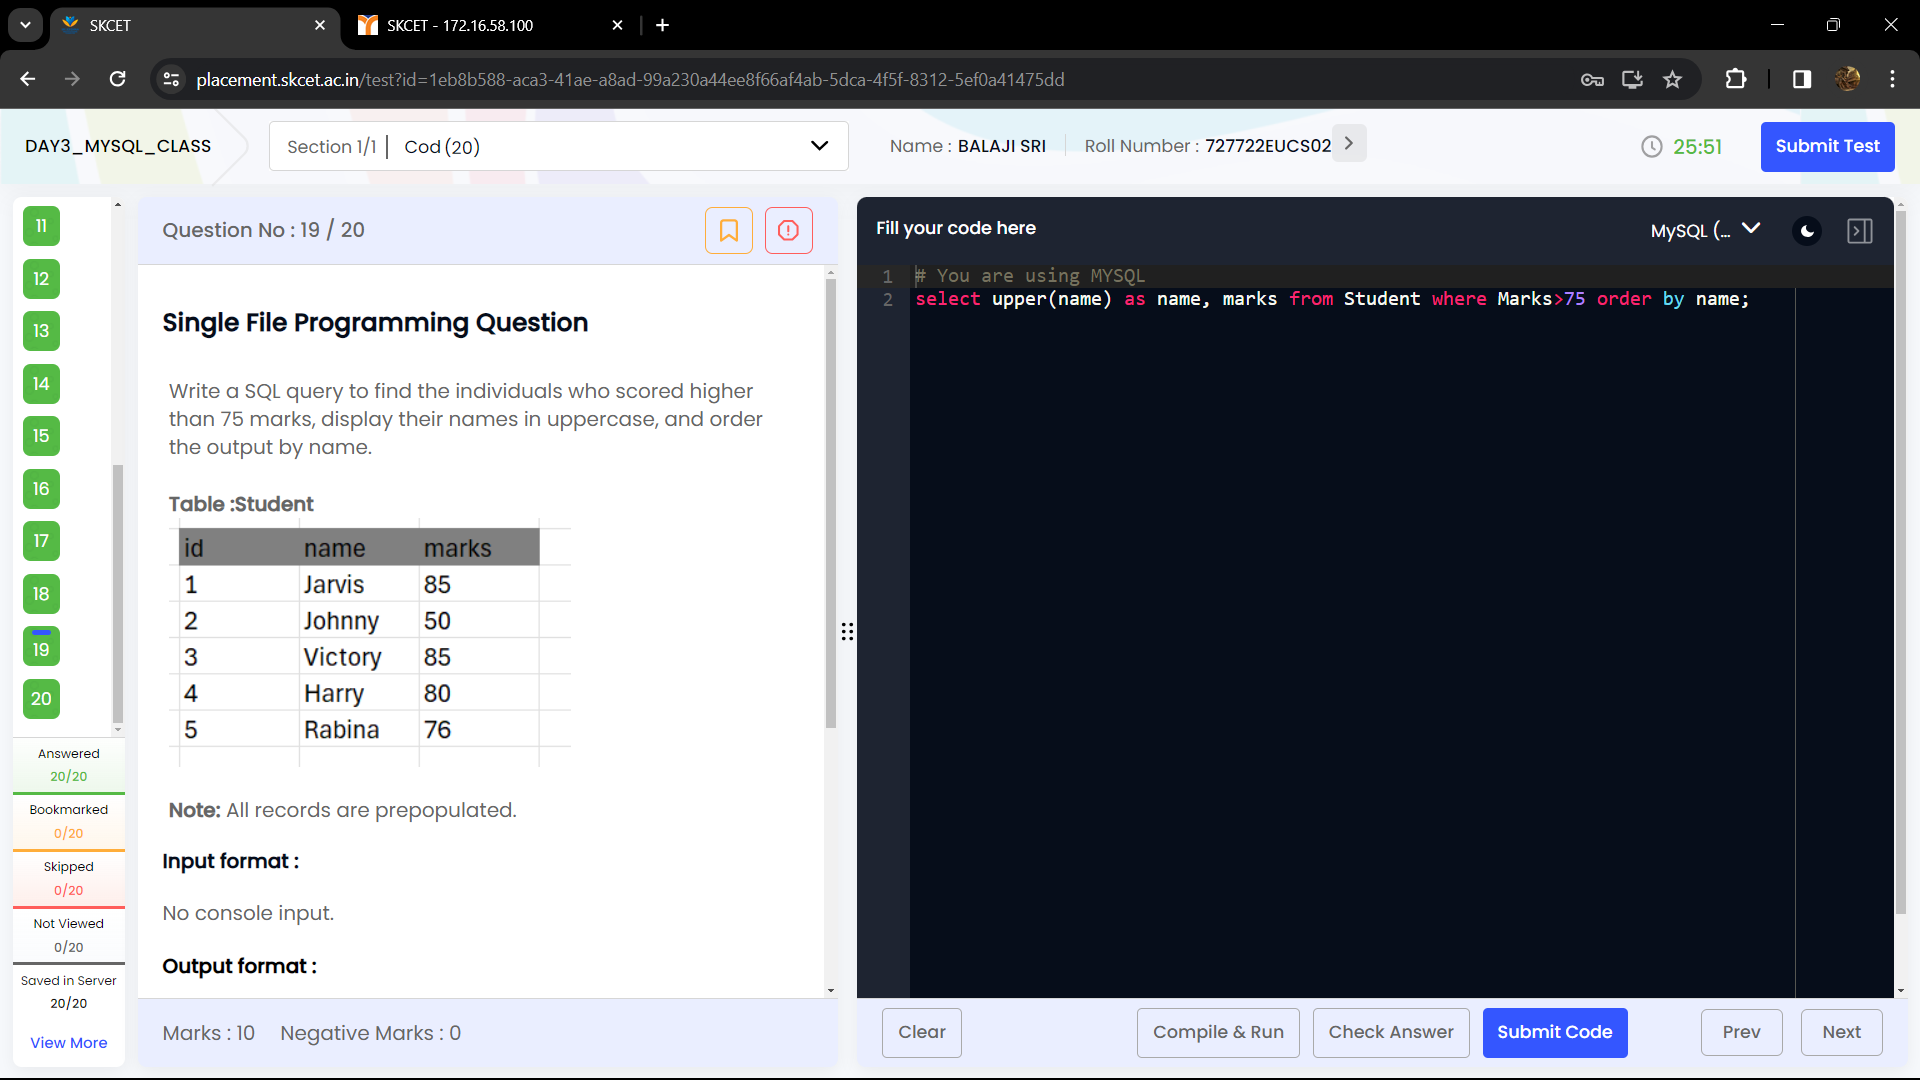 SKCET
SKCET - 172.16.58.100
placement.skcet.ac.in/test?id=1eb8b588-aca3-41ae-a8ad-99a230a44ee8f66af4ab-5dca-4f5f-8312-5ef0a41475dd
DAY3_MYSQL_CLASS
Section 1/1 | Cod (20)
Name : BALAJI SRI
Roll Number : 727722EUCS02
25:51
Submit Test
11
12
13
14
15
16
17
18
19
20
Answered
20/20
Bookmarked
0/20
Skipped
0/20
Not Viewed
0/20
Saved in Server
20/20
View More
Question No : 19 / 20
Single File Programming Question
Write a SQL query to find the individuals who scored higher
than 75 marks, display their names in uppercase, and order
the output by name.
Table :Student
id name marks
1 Jarvis 85
2 Johnny 50
3 Victory 85
4 Harry 80
5 Rabina 76
Note: All records are prepopulated.
Input format :
No console input.
Output format :
Marks : 10 Negative Marks : 0
Fill your code here
MySQL (...
1 # You are using MYSQL
2 select upper(name) as name, marks from Student where Marks>75 order by name;
Clear
Compile & Run
Check Answer
Submit Code
Prev
Next